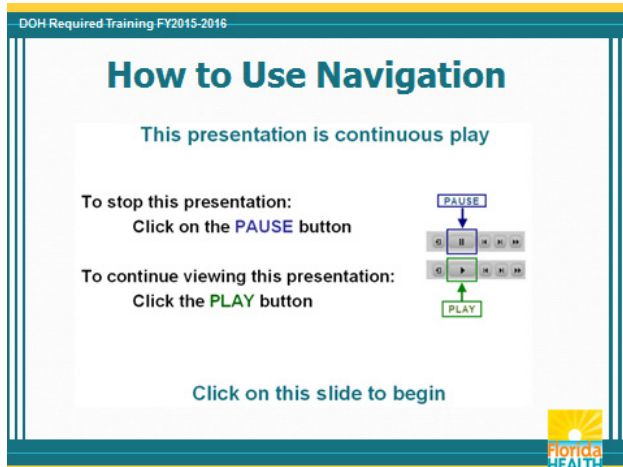 DOH Required Training FY2015-2016
How to Use Navigation
This presentation is continuous play
To stop this presentation:
Click on the PAUSE button
PAUSE
To continue viewing this presentation:
Click the PLAY button
PLAY
Click on this slide to begin
Florida
HEALTH